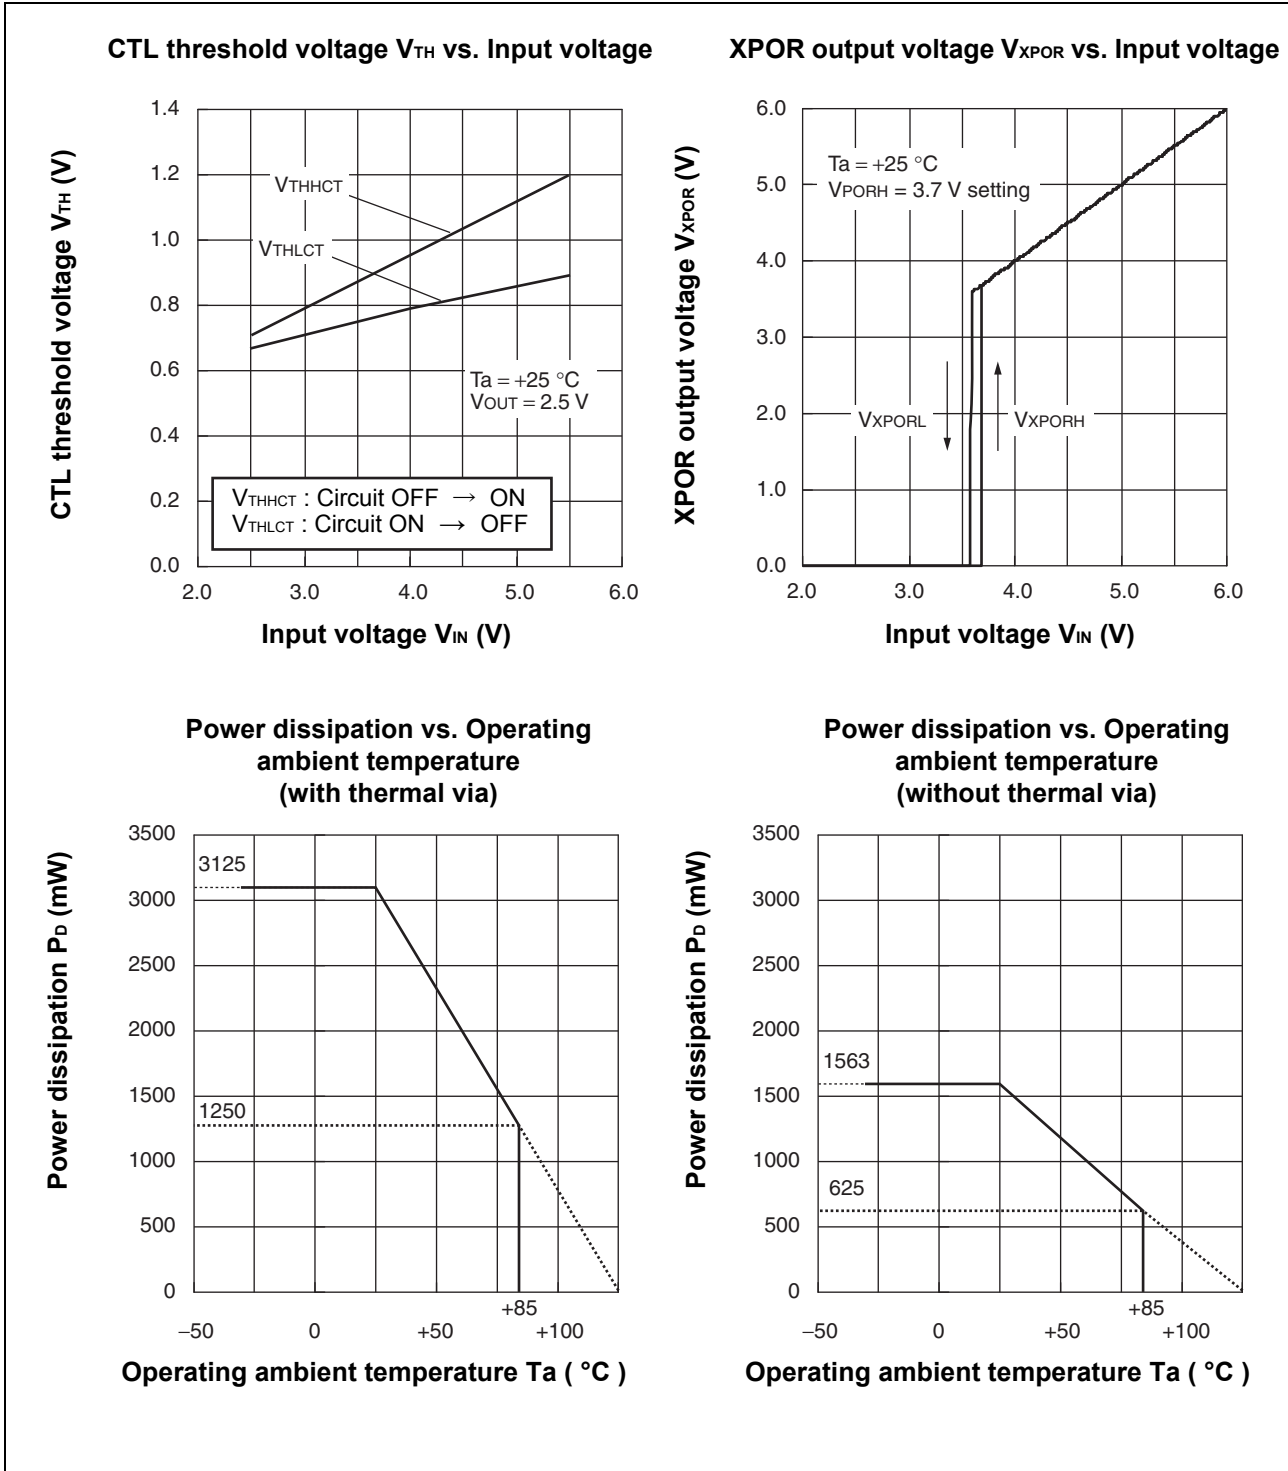 CTL threshold voltage VTH vs. Input voltage
CTL threshold voltage VTH (V)
1.4
1.2
1.0
0.8
0.6
0.4
0.2
0.0
VTHHCT
VTHLCT
Ta = +25 °C
VOUT = 2.5 V
VTHHCT : Circuit OFF → ON
VTHLCT : Circuit ON → OFF
2.0 3.0 4.0 5.0 6.0
Input voltage VIN (V)
XPOR output voltage VXPOR vs. Input voltage
XPOR output voltage VXPOR (V)
6.0
5.0
4.0
3.0
2.0
1.0
0.0
Ta = +25 °C
VPORH = 3.7 V setting
VXPORL
VXPORH
2.0 3.0 4.0 5.0 6.0
Input voltage VIN (V)
Power dissipation vs. Operating
ambient temperature
(with thermal via)
Power dissipation PD (mW)
3500
3000
2500
2000
1500
1000
500
0
3125
1250
+85
−50 0 +50 +100
Operating ambient temperature Ta ( °C )
Power dissipation vs. Operating
ambient temperature
(without thermal via)
Power dissipation PD (mW)
3500
3000
2500
2000
1500
1000
500
0
1563
625
+85
−50 0 +50 +100
Operating ambient temperature Ta ( °C )